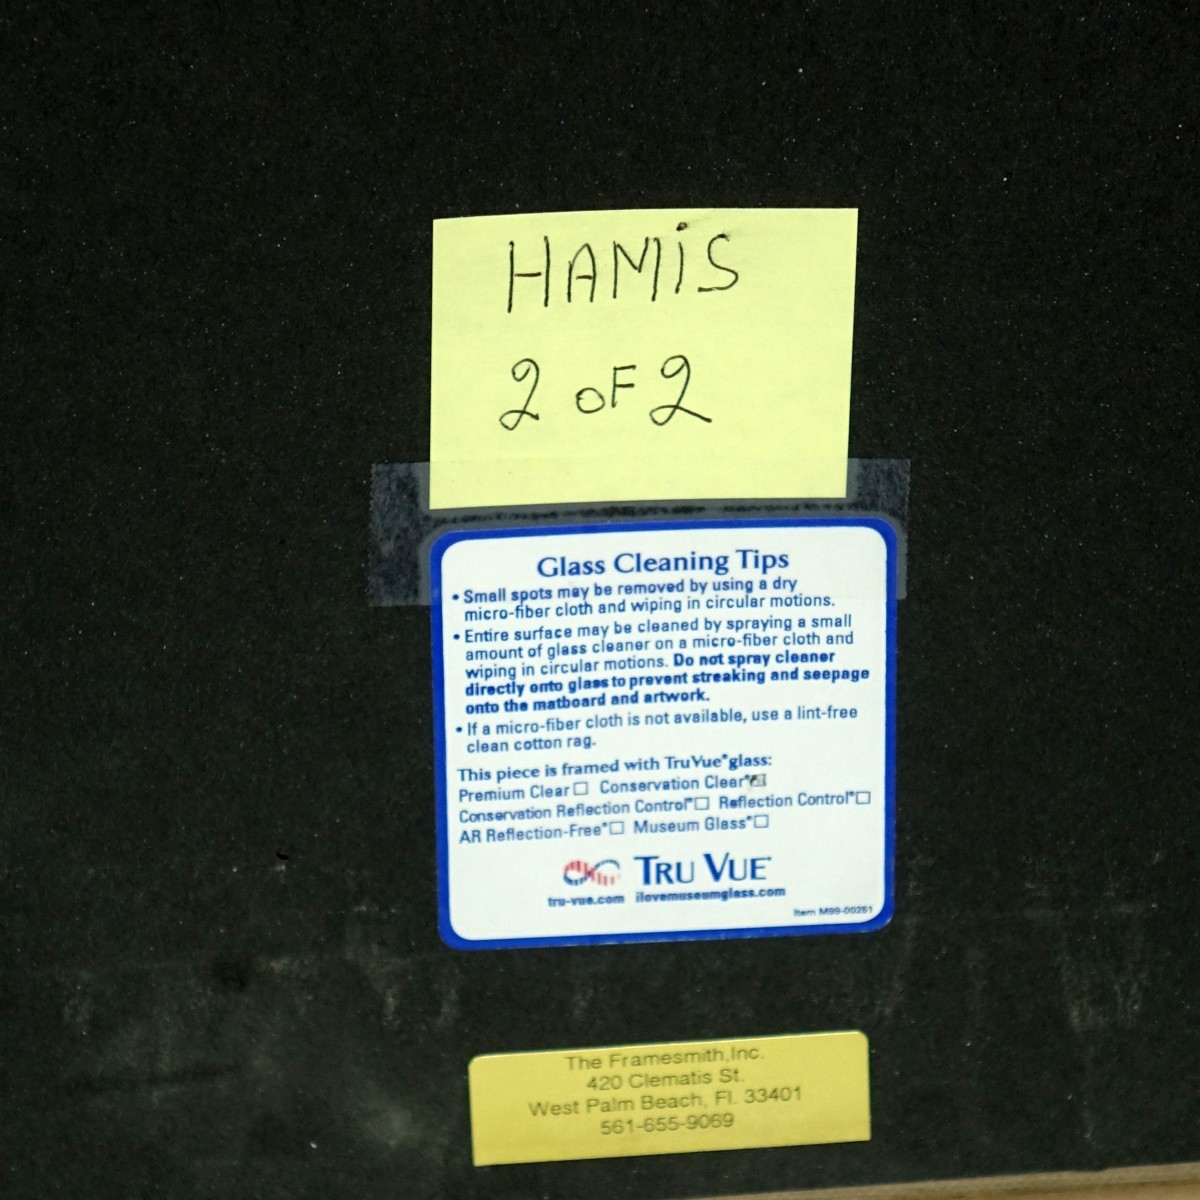 HAMiS
2 oF 2
Glass Cleaning Tips
• Small spots may be removed by using a dry
micro-fiber cloth and wiping in circular motions.
• Entire surface may be cleaned by spraying a small
amount of glass cleaner on a micro-fiber cloth and
wiping in circular motions. Do not spray cleaner
directly onto glass to prevent streaking and seepage
onto the matboard and artwork.
• If a micro-fiber cloth is not available, use a lint-free
clean cotton rag.
This piece is framed with Tru Vue® glass:
Premium Clear☐ Conservation Clear®☑
Conservation Reflection Control®☐ Reflection Control®☐
AR Reflection-Free®☐ Museum Glass®☐
TRU VUE®
tru-vue.com ilovemuseumglass.com
Item M99-00251
The Framesmith,Inc.
420 Clematis St.
West Palm Beach, Fl. 33401
561-655-9069